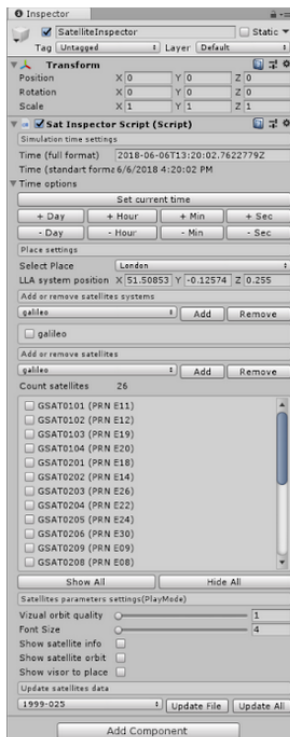 Inspector
SatelliteInspector Static
Tag Untagged Layer Default
Transform
Position X 0 Y 0 Z 0
Rotation X 0 Y 0 Z 0
Scale X 1 Y 1 Z 1
Sat Inspector Script (Script)
Simulation time settings
Time (full format) 2018-06-06T13:20:02.7622779Z
Time (standart forma 6/6/2018 4:20:02 PM
Time options
Set current time
+ Day + Hour + Min + Sec
- Day - Hour - Min - Sec
Place settings
Select Place London
LLA system position X 51.50853 Y -0.12574 Z 0.255
Add or remove satellites systems
galileo Add Remove
galileo
Add or remove satellites
galileo Add Remove
Count satellites 26
GSAT0101 (PRN E11)
GSAT0102 (PRN E12)
GSAT0103 (PRN E19)
GSAT0104 (PRN E20)
GSAT0201 (PRN E18)
GSAT0202 (PRN E14)
GSAT0203 (PRN E26)
GSAT0204 (PRN E22)
GSAT0205 (PRN E24)
GSAT0206 (PRN E30)
GSAT0209 (PRN E09)
GSAT0208 (PRN E08)
Show All Hide All
Satellites parameters settings(PlayMode)
Vizual orbit quality 1
Font Size 4
Show satellite info
Show satellite orbit
Show visor to place
Update satellites data
1999-025 Update File Update All
Add Component